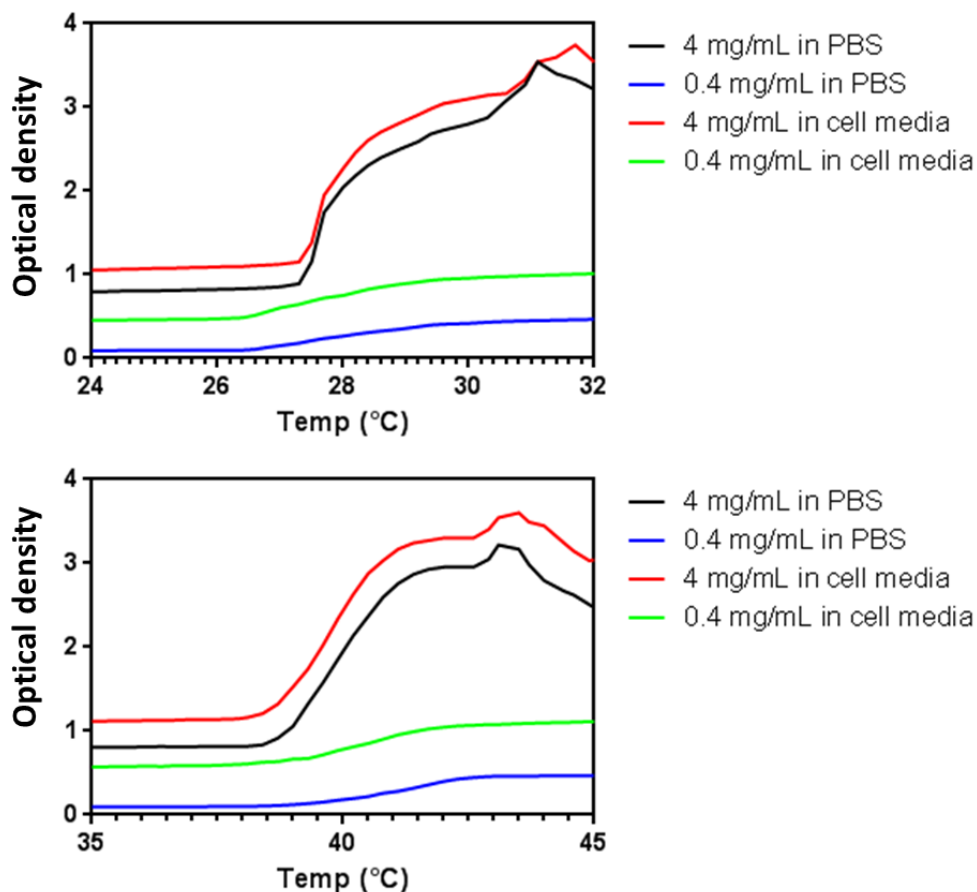 Optical density
4
3
2
1
0
24 26 28 30 32
Temp (°C)
4 mg/mL in PBS
0.4 mg/mL in PBS
4 mg/mL in cell media
0.4 mg/mL in cell media
Optical density
4
3
2
1
0
35 40 45
Temp (°C)
4 mg/mL in PBS
0.4 mg/mL in PBS
4 mg/mL in cell media
0.4 mg/mL in cell media